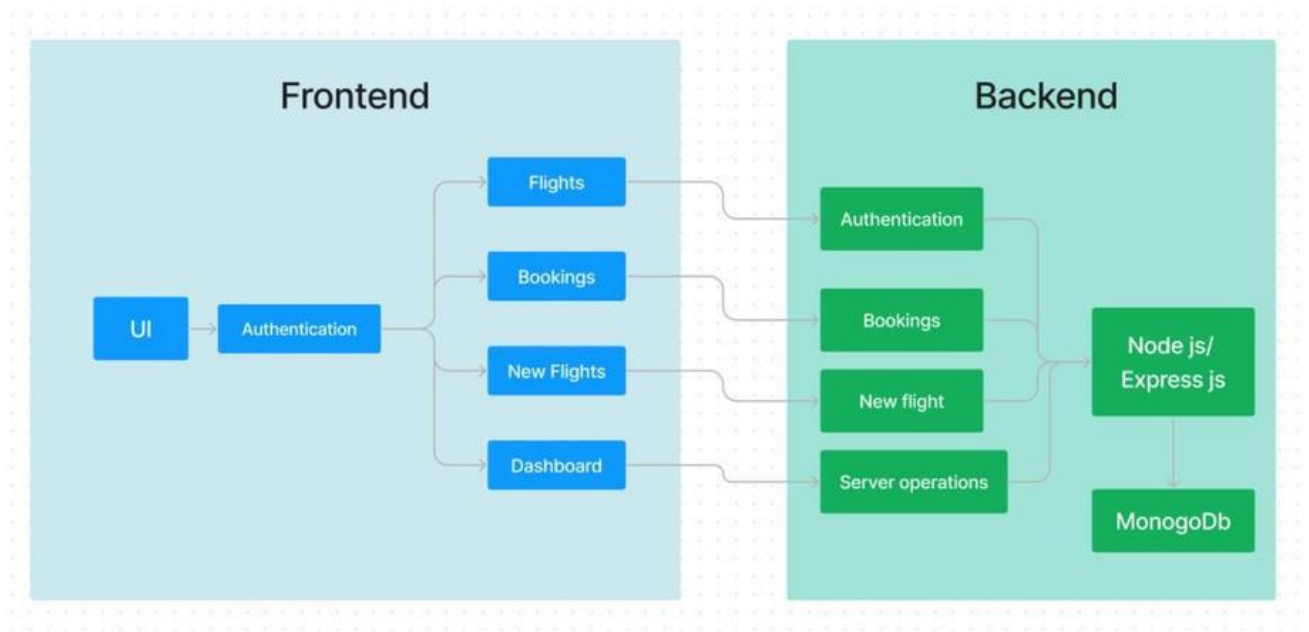 Frontend
UI
Authentication
Flights
Bookings
New Flights
Dashboard
Backend
Authentication
Bookings
New flight
Server operations
Node js/
Express js
MonogoDb